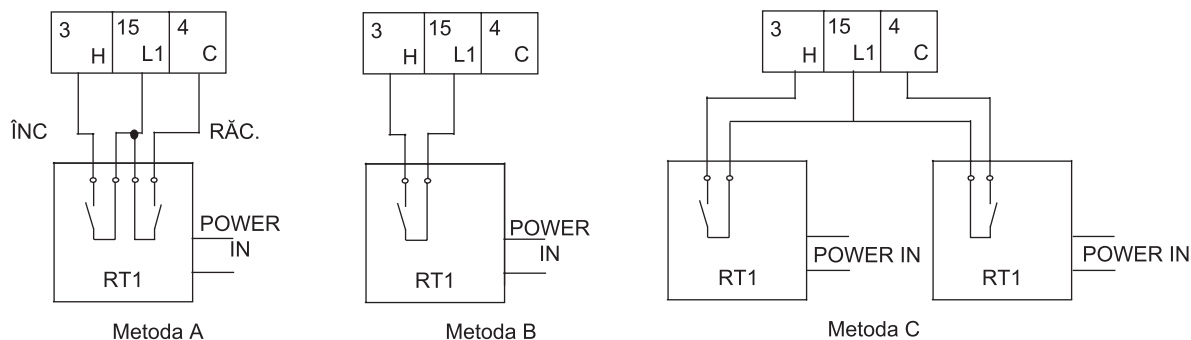 3 H 15 L1 4 C
ÎNC RĂC.
POWER
IN
RT1
Metoda A
3 H 15 L1 4 C
POWER
IN
RT1
Metoda B
3 H 15 L1 4 C
POWER IN
RT1
POWER IN
RT1
Metoda C